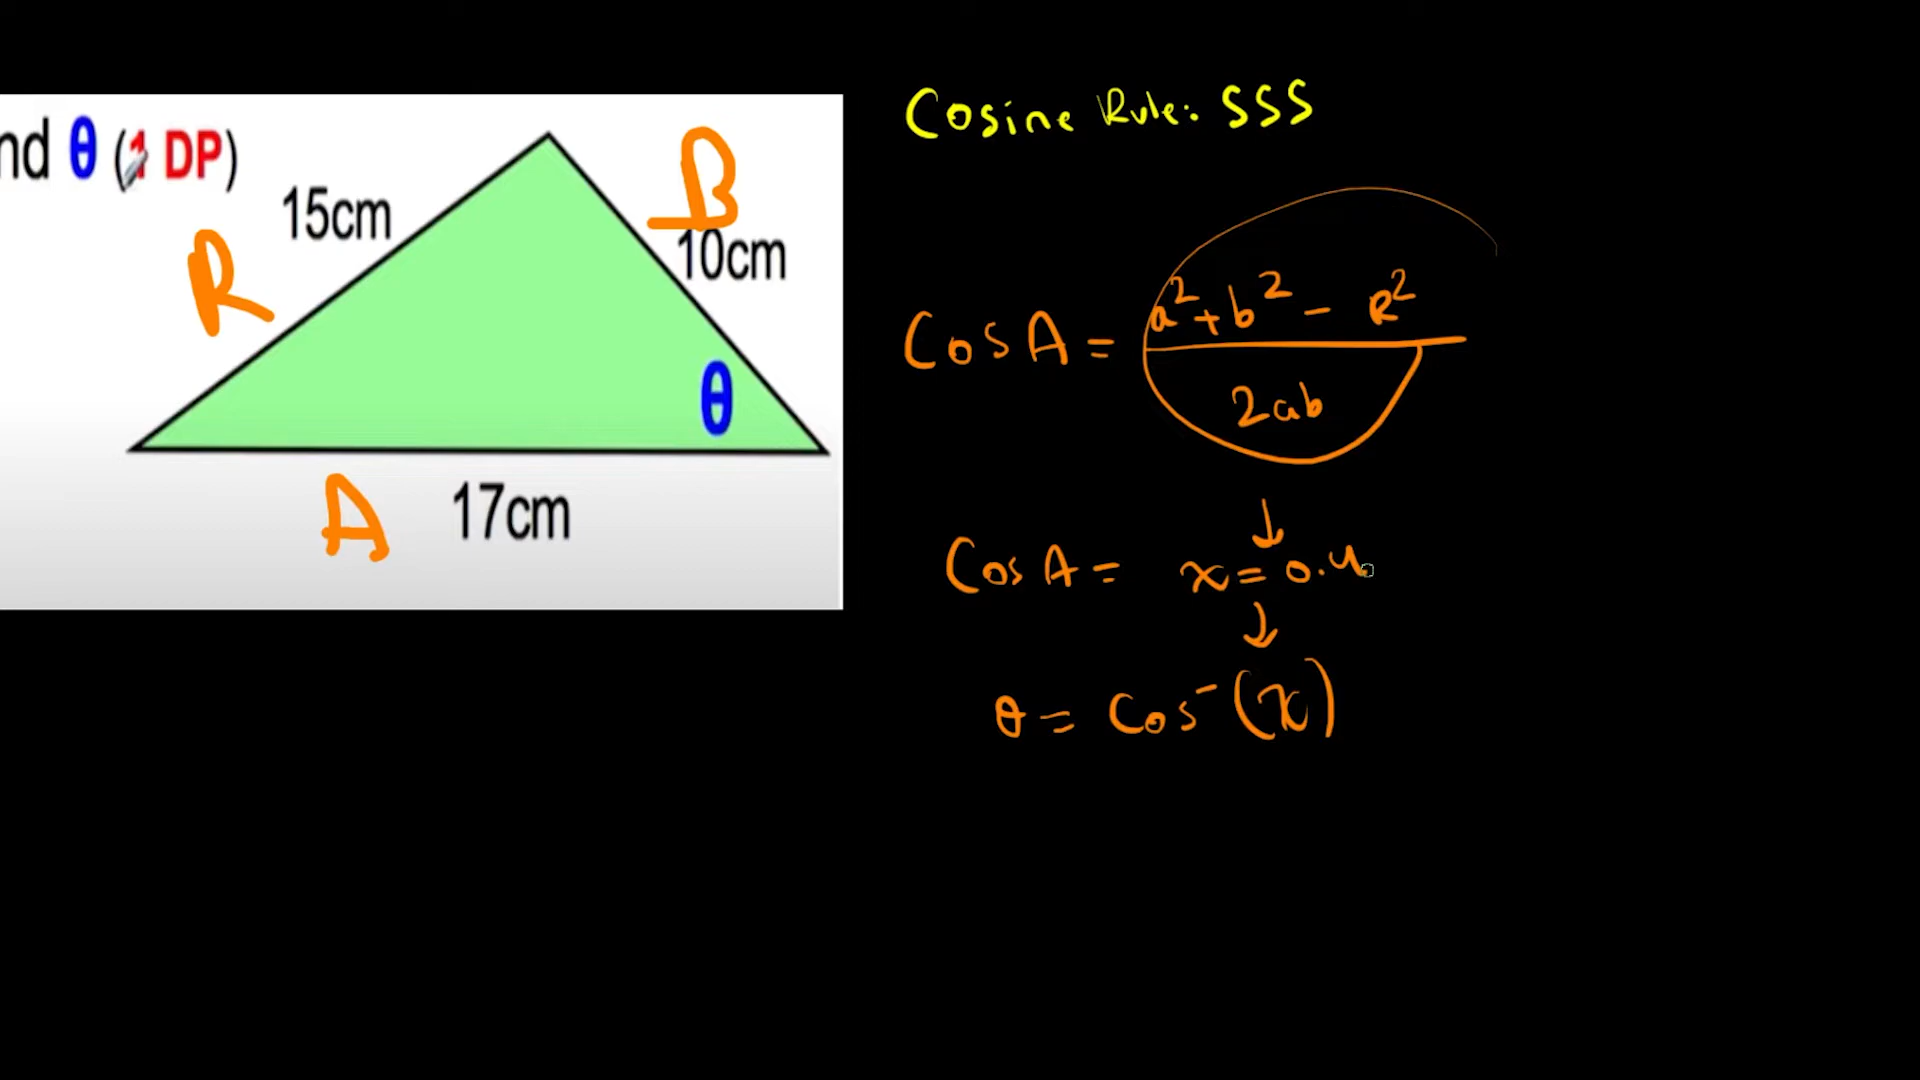 nd θ (1 DP)
15cm
R
B
10cm
θ
A
17cm
Cosine Rule: SSS
Cos A = a² + b² - R²
2ab
↓
Cos A = x = 0.4
↓
θ = Cos⁻ (x)